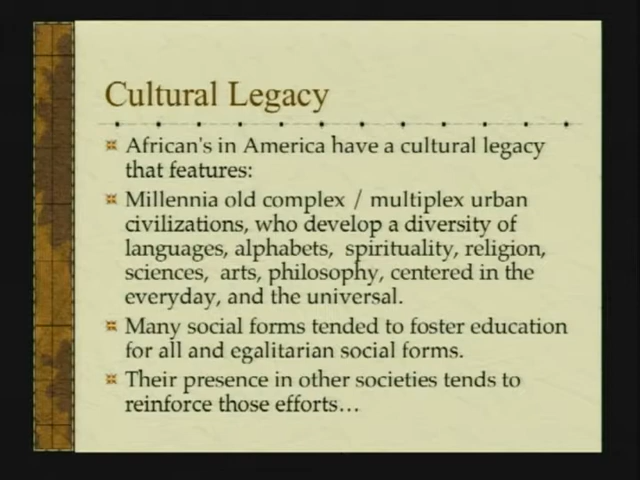 Cultural Legacy
African's in America have a cultural legacy
that features:
Millennia old complex / multiplex urban
civilizations, who develop a diversity of
languages, alphabets, spirituality, religion,
sciences, arts, philosophy, centered in the
everyday, and the universal.
Many social forms tended to foster education
for all and egalitarian social forms.
Their presence in other societies tends to
reinforce those efforts…